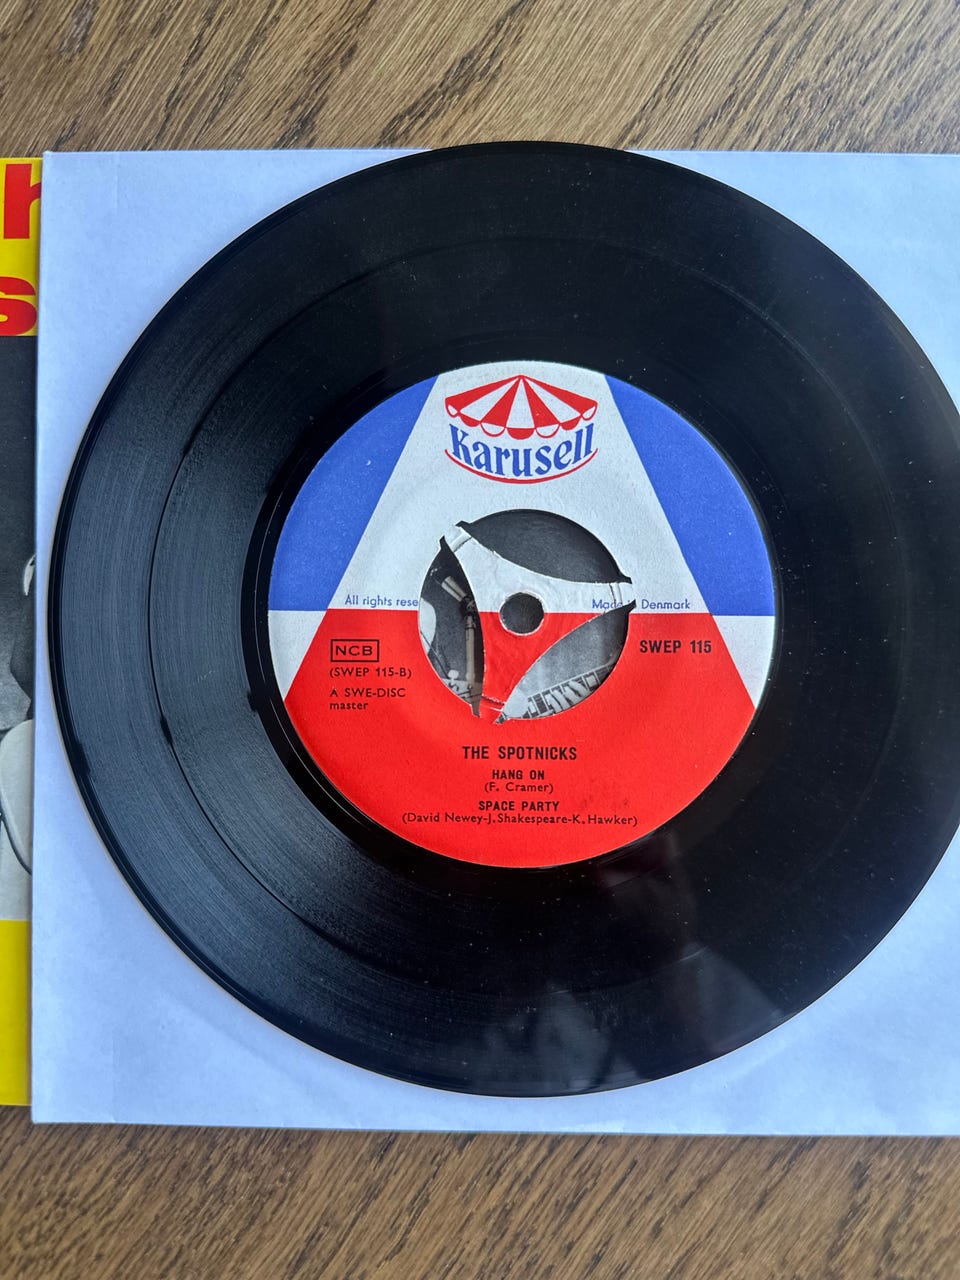 h
s
Karusell
All rights rese
Made Denmark
NCB
(SWEP 115-B)
A SWE-DISC
master
SWEP 115
THE SPOTNICKS
HANG ON
(F. Cramer)
SPACE PARTY
(David Newey-J. Shakespeare-K. Hawker)